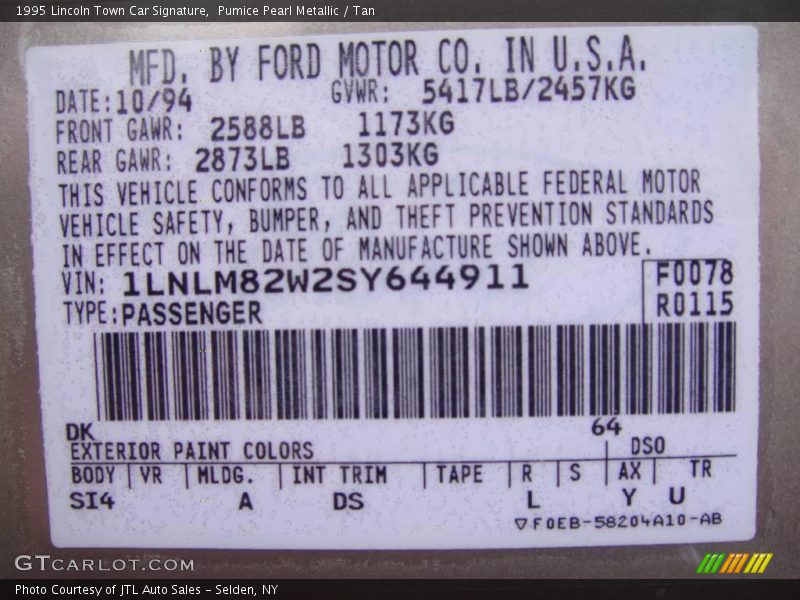 1995 Lincoln Town Car Signature,  Pumice Pearl Metallic / Tan
MFD. BY FORD MOTOR CO. IN U.S.A.
DATE:10/94 GVWR: 5417LB/2457KG
FRONT GAWR: 2588LB 1173KG
REAR GAWR: 2873LB 1303KG
THIS VEHICLE CONFORMS TO ALL APPLICABLE FEDERAL MOTOR
VEHICLE SAFETY, BUMPER, AND THEFT PREVENTION STANDARDS
IN EFFECT ON THE DATE OF MANUFACTURE SHOWN ABOVE.
VIN: 1LNLM82W2SY644911 F0078
TYPE:PASSENGER R0115
DK 64
EXTERIOR PAINT COLORS DSO
BODY VR MLDG. INT TRIM TAPE R S AX TR
SI4 A DS L Y U
▽F0EB-58204A10-AB
GTCARLOT.COM
Photo Courtesy of JTL Auto Sales - Selden, NY